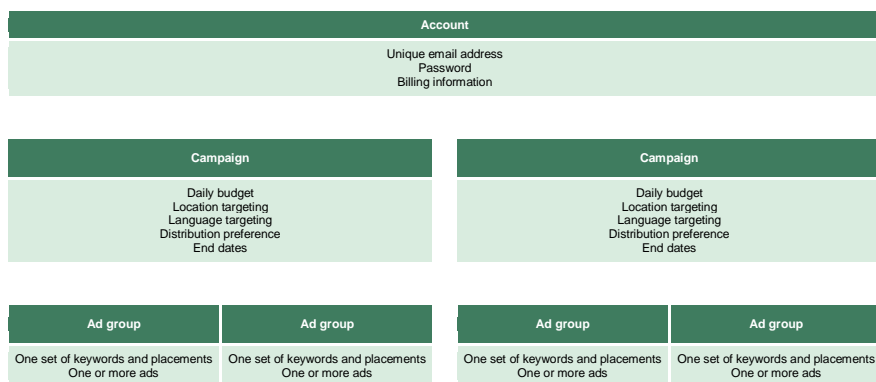 Account
Unique email address
Password
Billing information
Campaign
Daily budget
Location targeting
Language targeting
Distribution preference
End dates
Campaign
Daily budget
Location targeting
Language targeting
Distribution preference
End dates
Ad group
One set of keywords and placements
One or more ads
Ad group
One set of keywords and placements
One or more ads
Ad group
One set of keywords and placements
One or more ads
Ad group
One set of keywords and placements
One or more ads